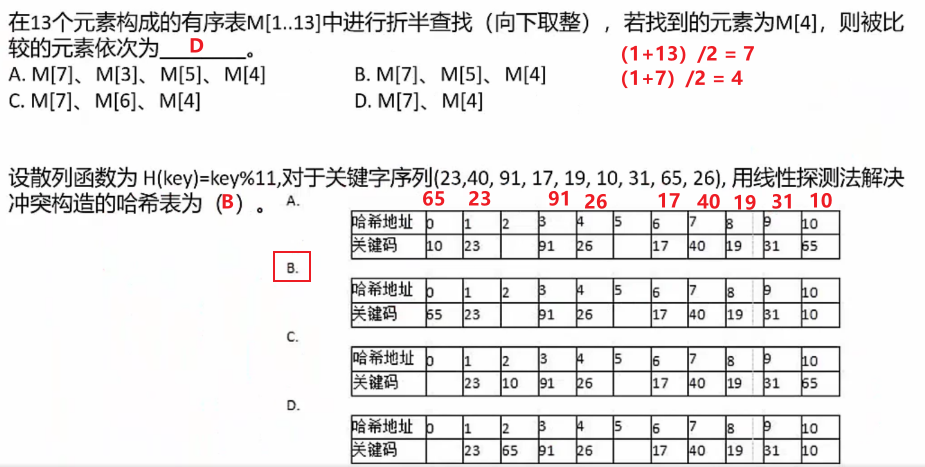 在13个元素构成的有序表M[1..13]中进行折半查找（向下取整），若找到的元素为M[4]，则被比
较的元素依次为 D 。
(1+13) /2 = 7
A. M[7]、M[3]、M[5]、M[4] B. M[7]、M[5]、M[4]
(1+7) /2 = 4
C. M[7]、M[6]、M[4] D. M[7]、M[4]
设散列函数为 H(key)=key%11,对于关键字序列(23,40, 91, 17, 19, 10, 31, 65, 26), 用线性探测法解决
冲突构造的哈希表为（B）。 A.
65 23 91 26 17 40 19 31 10
哈希地址 0 1 2 3 4 5 6 7 8 9 10
关键码 10 23 91 26 17 40 19 31 65
B.
哈希地址 0 1 2 3 4 5 6 7 8 9 10
关键码 65 23 91 26 17 40 19 31 10
C.
哈希地址 0 1 2 3 4 5 6 7 8 9 10
关键码 23 10 91 26 17 40 19 31 65
D.
哈希地址 0 1 2 3 4 5 6 7 8 9 10
关键码 23 65 91 26 17 40 19 31 10